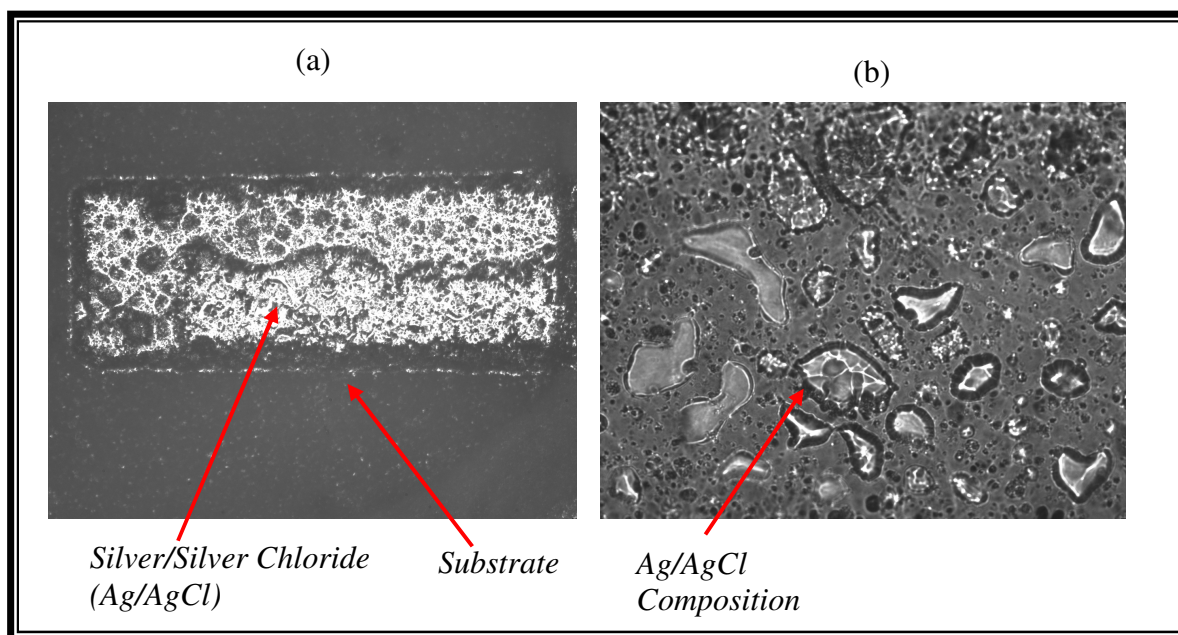 (a)
(b)
Silver/Silver Chloride
(Ag/AgCl)
Substrate
Ag/AgCl
Composition